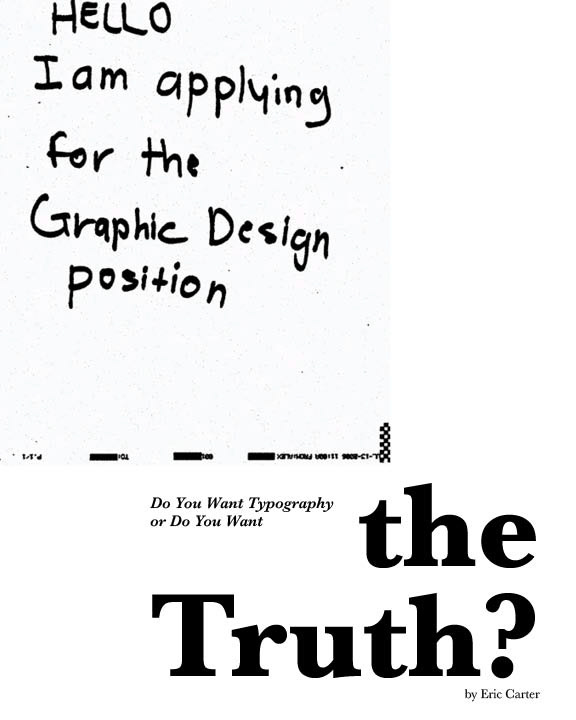 HELLO
I am applying
for the
Graphic Design
position
Do You Want Typography
or Do You Want
the
Truth?
by Eric Carter